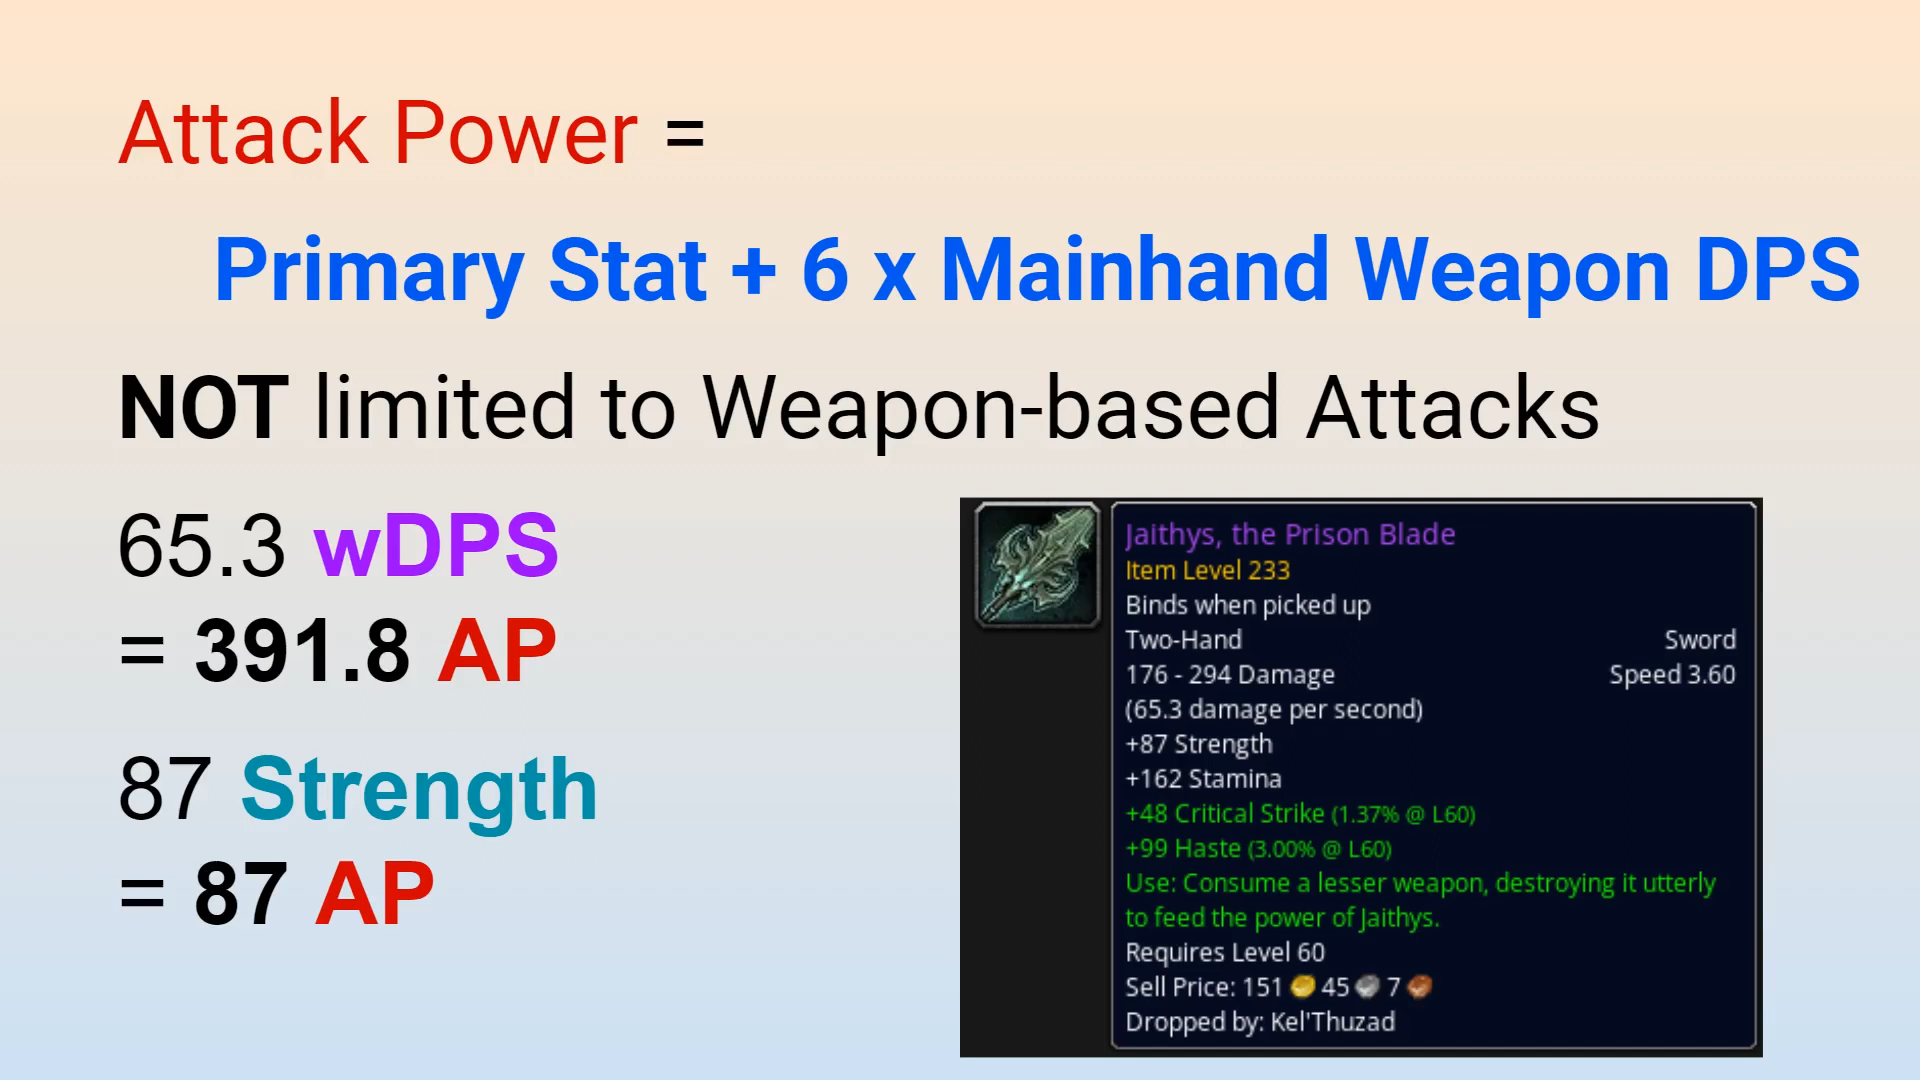 Attack Power =
Primary Stat + 6 x Mainhand Weapon DPS
NOT limited to Weapon-based Attacks
65.3 wDPS
= 391.8 AP
87 Strength
= 87 AP
Jaithys, the Prison Blade
Item Level 233
Binds when picked up
Two-Hand Sword
176 - 294 Damage Speed 3.60
(65.3 damage per second)
+87 Strength
+162 Stamina
+48 Critical Strike (1.37% @ L60)
+99 Haste (3.00% @ L60)
Use: Consume a lesser weapon, destroying it utterly
to feed the power of Jaithys.
Requires Level 60
Sell Price: 151 45 7
Dropped by: Kel'Thuzad